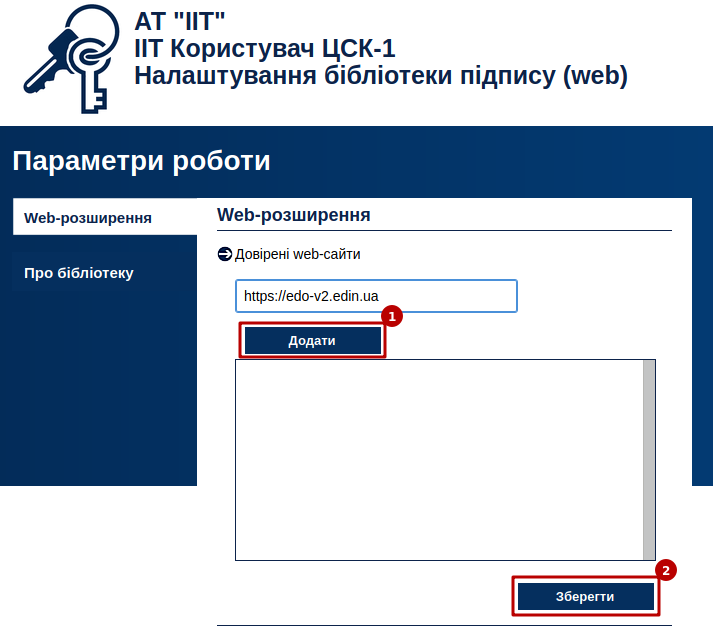 АТ "ІІТ"
ІІТ Користувач ЦСК-1
Налаштування бібліотеки підпису (web)
Параметри роботи
Web-розширення
Про бібліотеку
Web-розширення
Довірені web-сайти
https://edo-v2.edin.ua
1
Додати
2
Зберегти